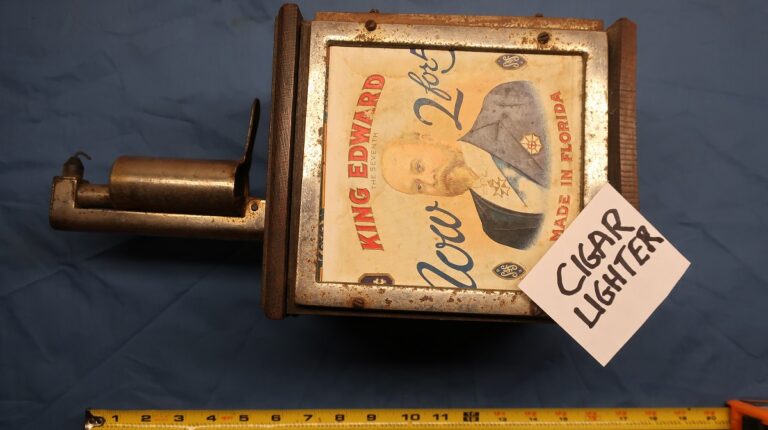 KING EDWARD
THE SEVENTH
Now
2 for 5
MADE IN FLORIDA
CIGAR
LIGHTER
1 2 3 4 5 6 7 8 9 10 11